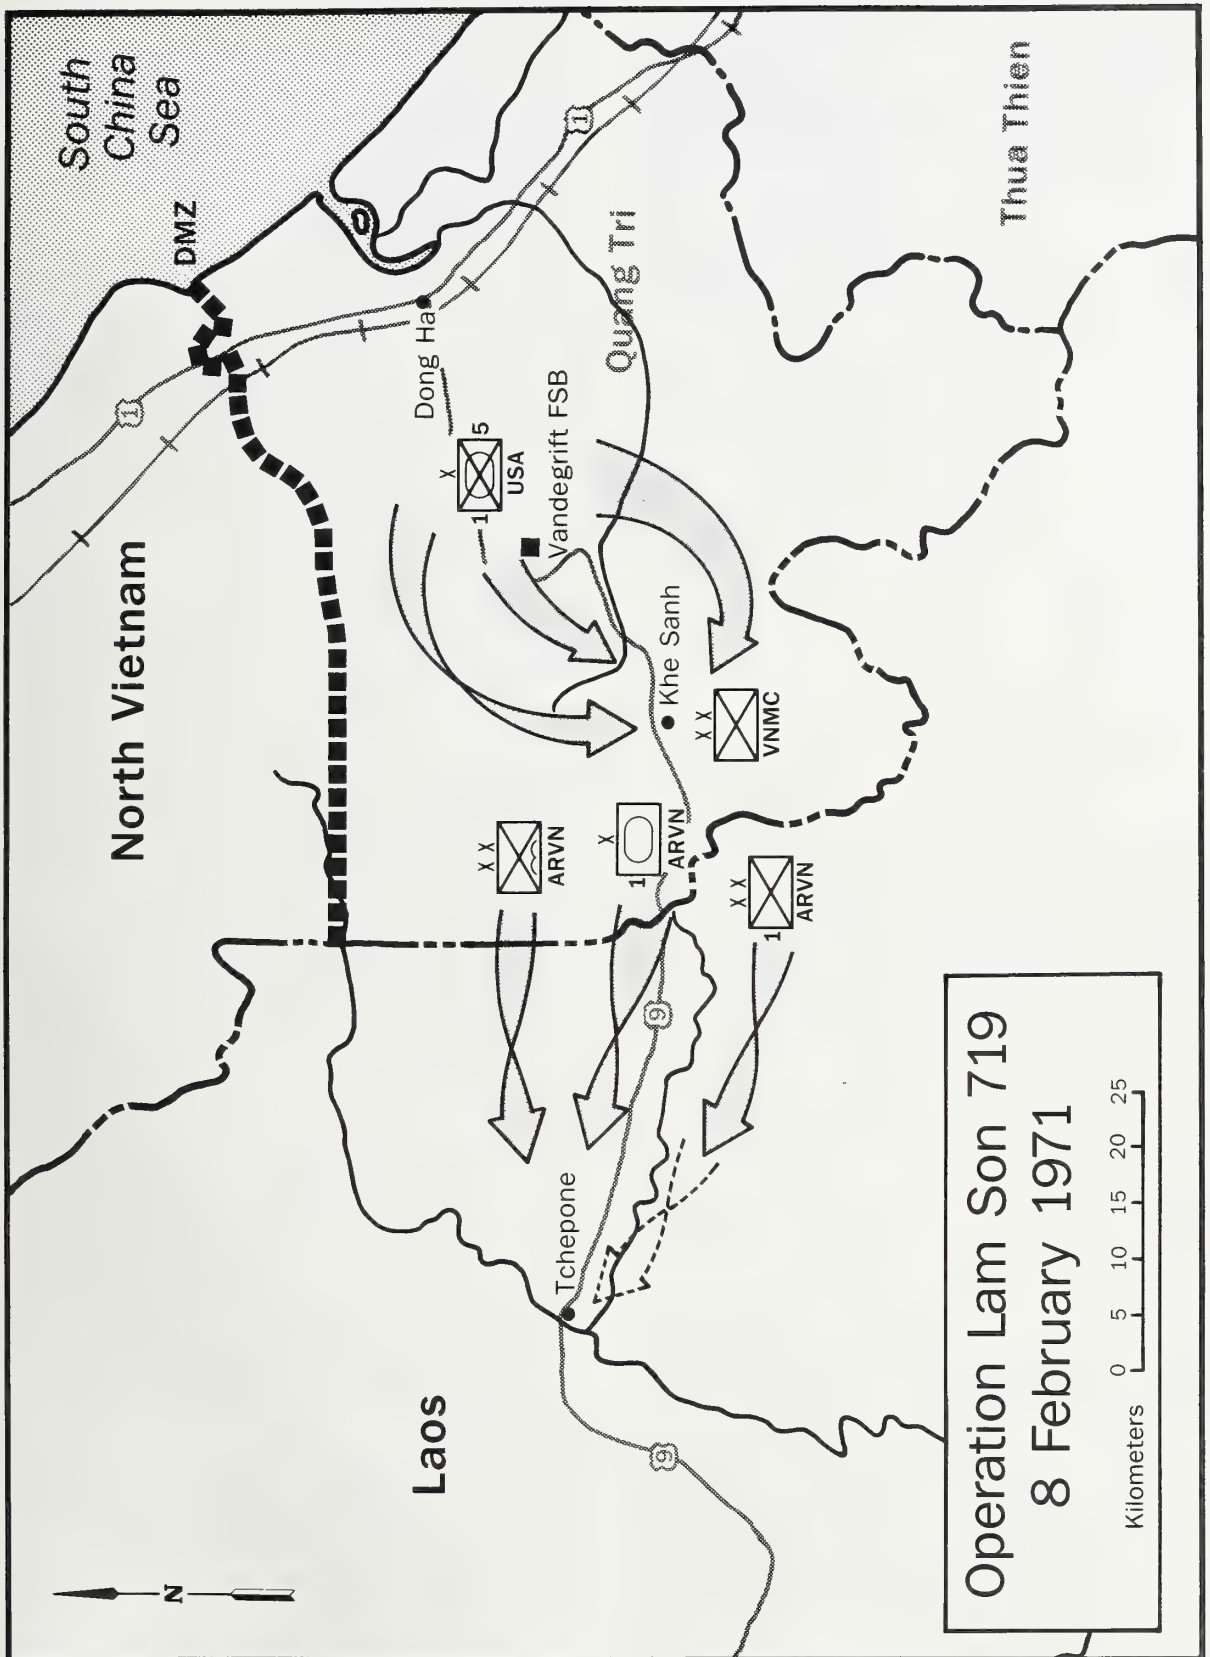 South
China
Sea
DMZ
North Vietnam
1
1
Dong Ha
X
1
5
USA
Vandegrift FSB
Quang Tri
Thua Thien
Khe Sanh
X X
VNMC
X X
ARVN
X
1
ARVN
X X
1
ARVN
9
Tchepone
9
Laos
N
Operation Lam Son 719
8 February 1971
0 5 10 15 20 25
Kilometers